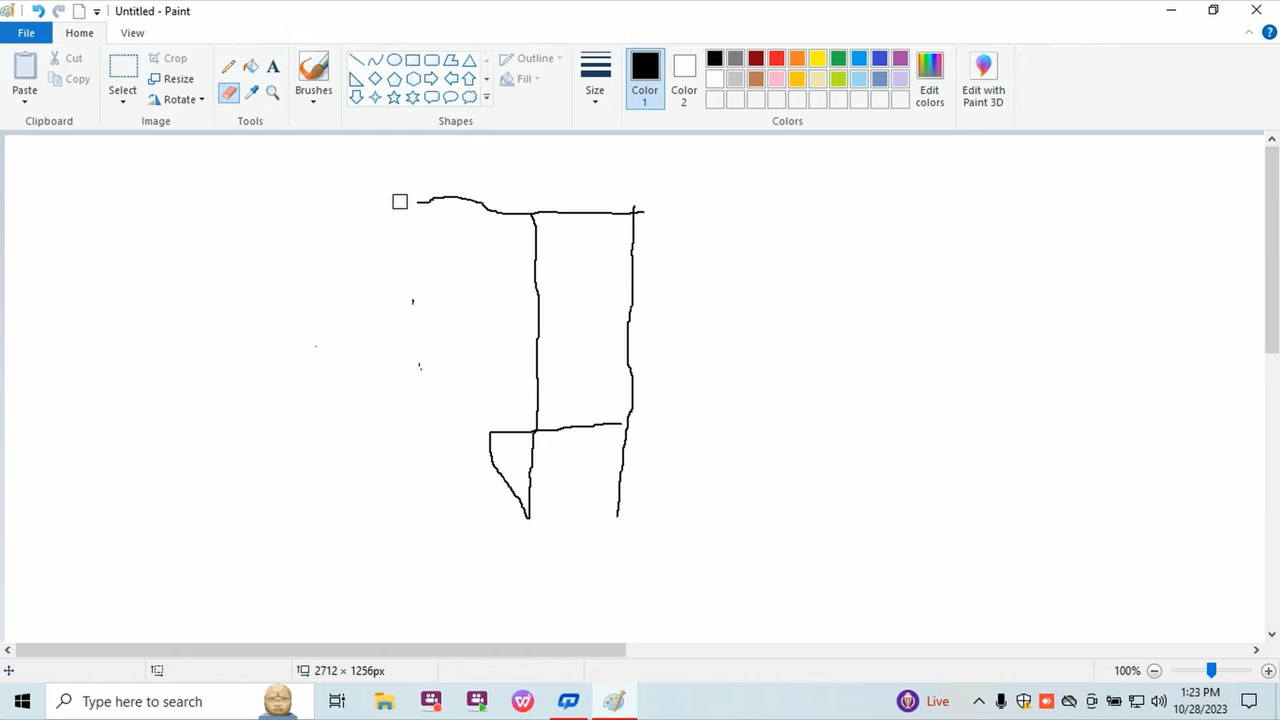 Untitled - Paint
File
Home
View
Paste
Cut
Copy
Clipboard
Select
Crop
Resize
Rotate
Image
A
Tools
Brushes
Outline
Fill
Shapes
Size
Color 1
Color 2
Edit colors
Edit with Paint 3D
Colors
2712 × 1256px
100%
Type here to search
Live
1:23 PM
10/28/2023